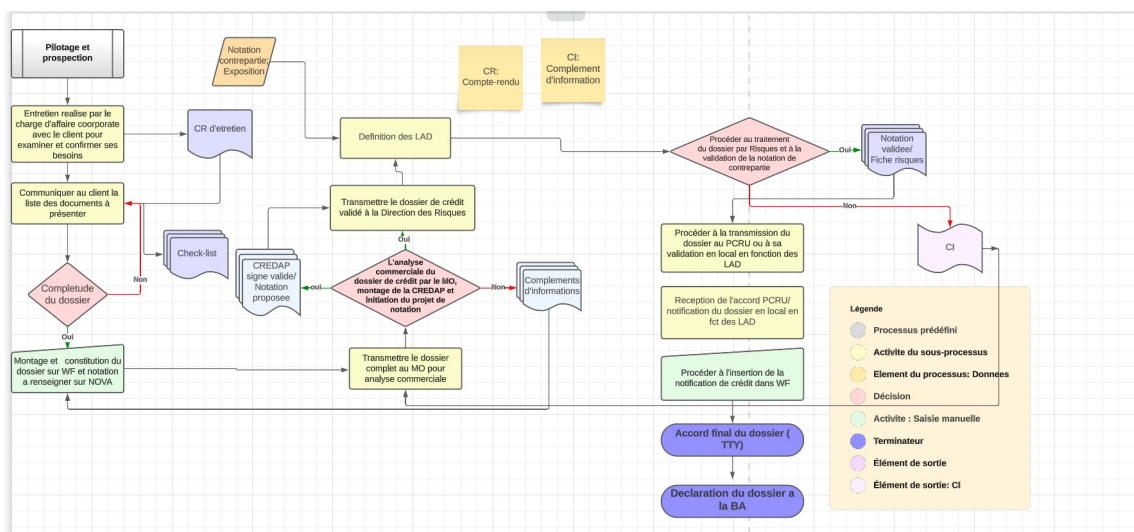 Pilotage et
prospection
Notation
contrepartie;
Exposition
CR:
Compte-rendu
CI:
Complement
d'information
Entretien realise par le
charge d'affaire coorporate
avec le client pour
examiner et confirmer ses
besoins
CR d'etretien
Definition des LAD
Procéder au traitement
du dossier par Risques et à la
validation de la notation de
contrepartie
Oui
Notation
validee/
Fiche risques
Non
Communiquer au client la
liste des documents à
présenter
Check-list
Non
Completude
du dossier
Oui
Transmettre le dossier de crédit
validé à la Direction des Risques
Oui
CREDAP
signe valide/
Notation
proposee
oui
L'analyse
commerciale du
dossier de crédit par le MO,
montage de la CREDAP et
Initiation du projet de
notation
Non
Complements
d'informations
Procéder à la transmission du
dossier au PCRU ou à sa
validation en local en fonction des
LAD
CI
Reception de l'accord PCRU/
notification du dossier en local en
fct des LAD
Montage et constitution du
dossier sur WF et notation
a renseigner sur NOVA
Transmettre le dossier
complet au MO pour
analyse commerciale
Procéder à l'insertion de la
notification de crédit dans WF
Accord final du dossier (
TTY)
Declaration du dossier a
la BA
Légende
Processus prédéfini
Activite du sous-processus
Element du processus: Donnees
Décision
Activite : Saisie manuelle
Terminateur
Élément de sortie
Élément de sortie: CI